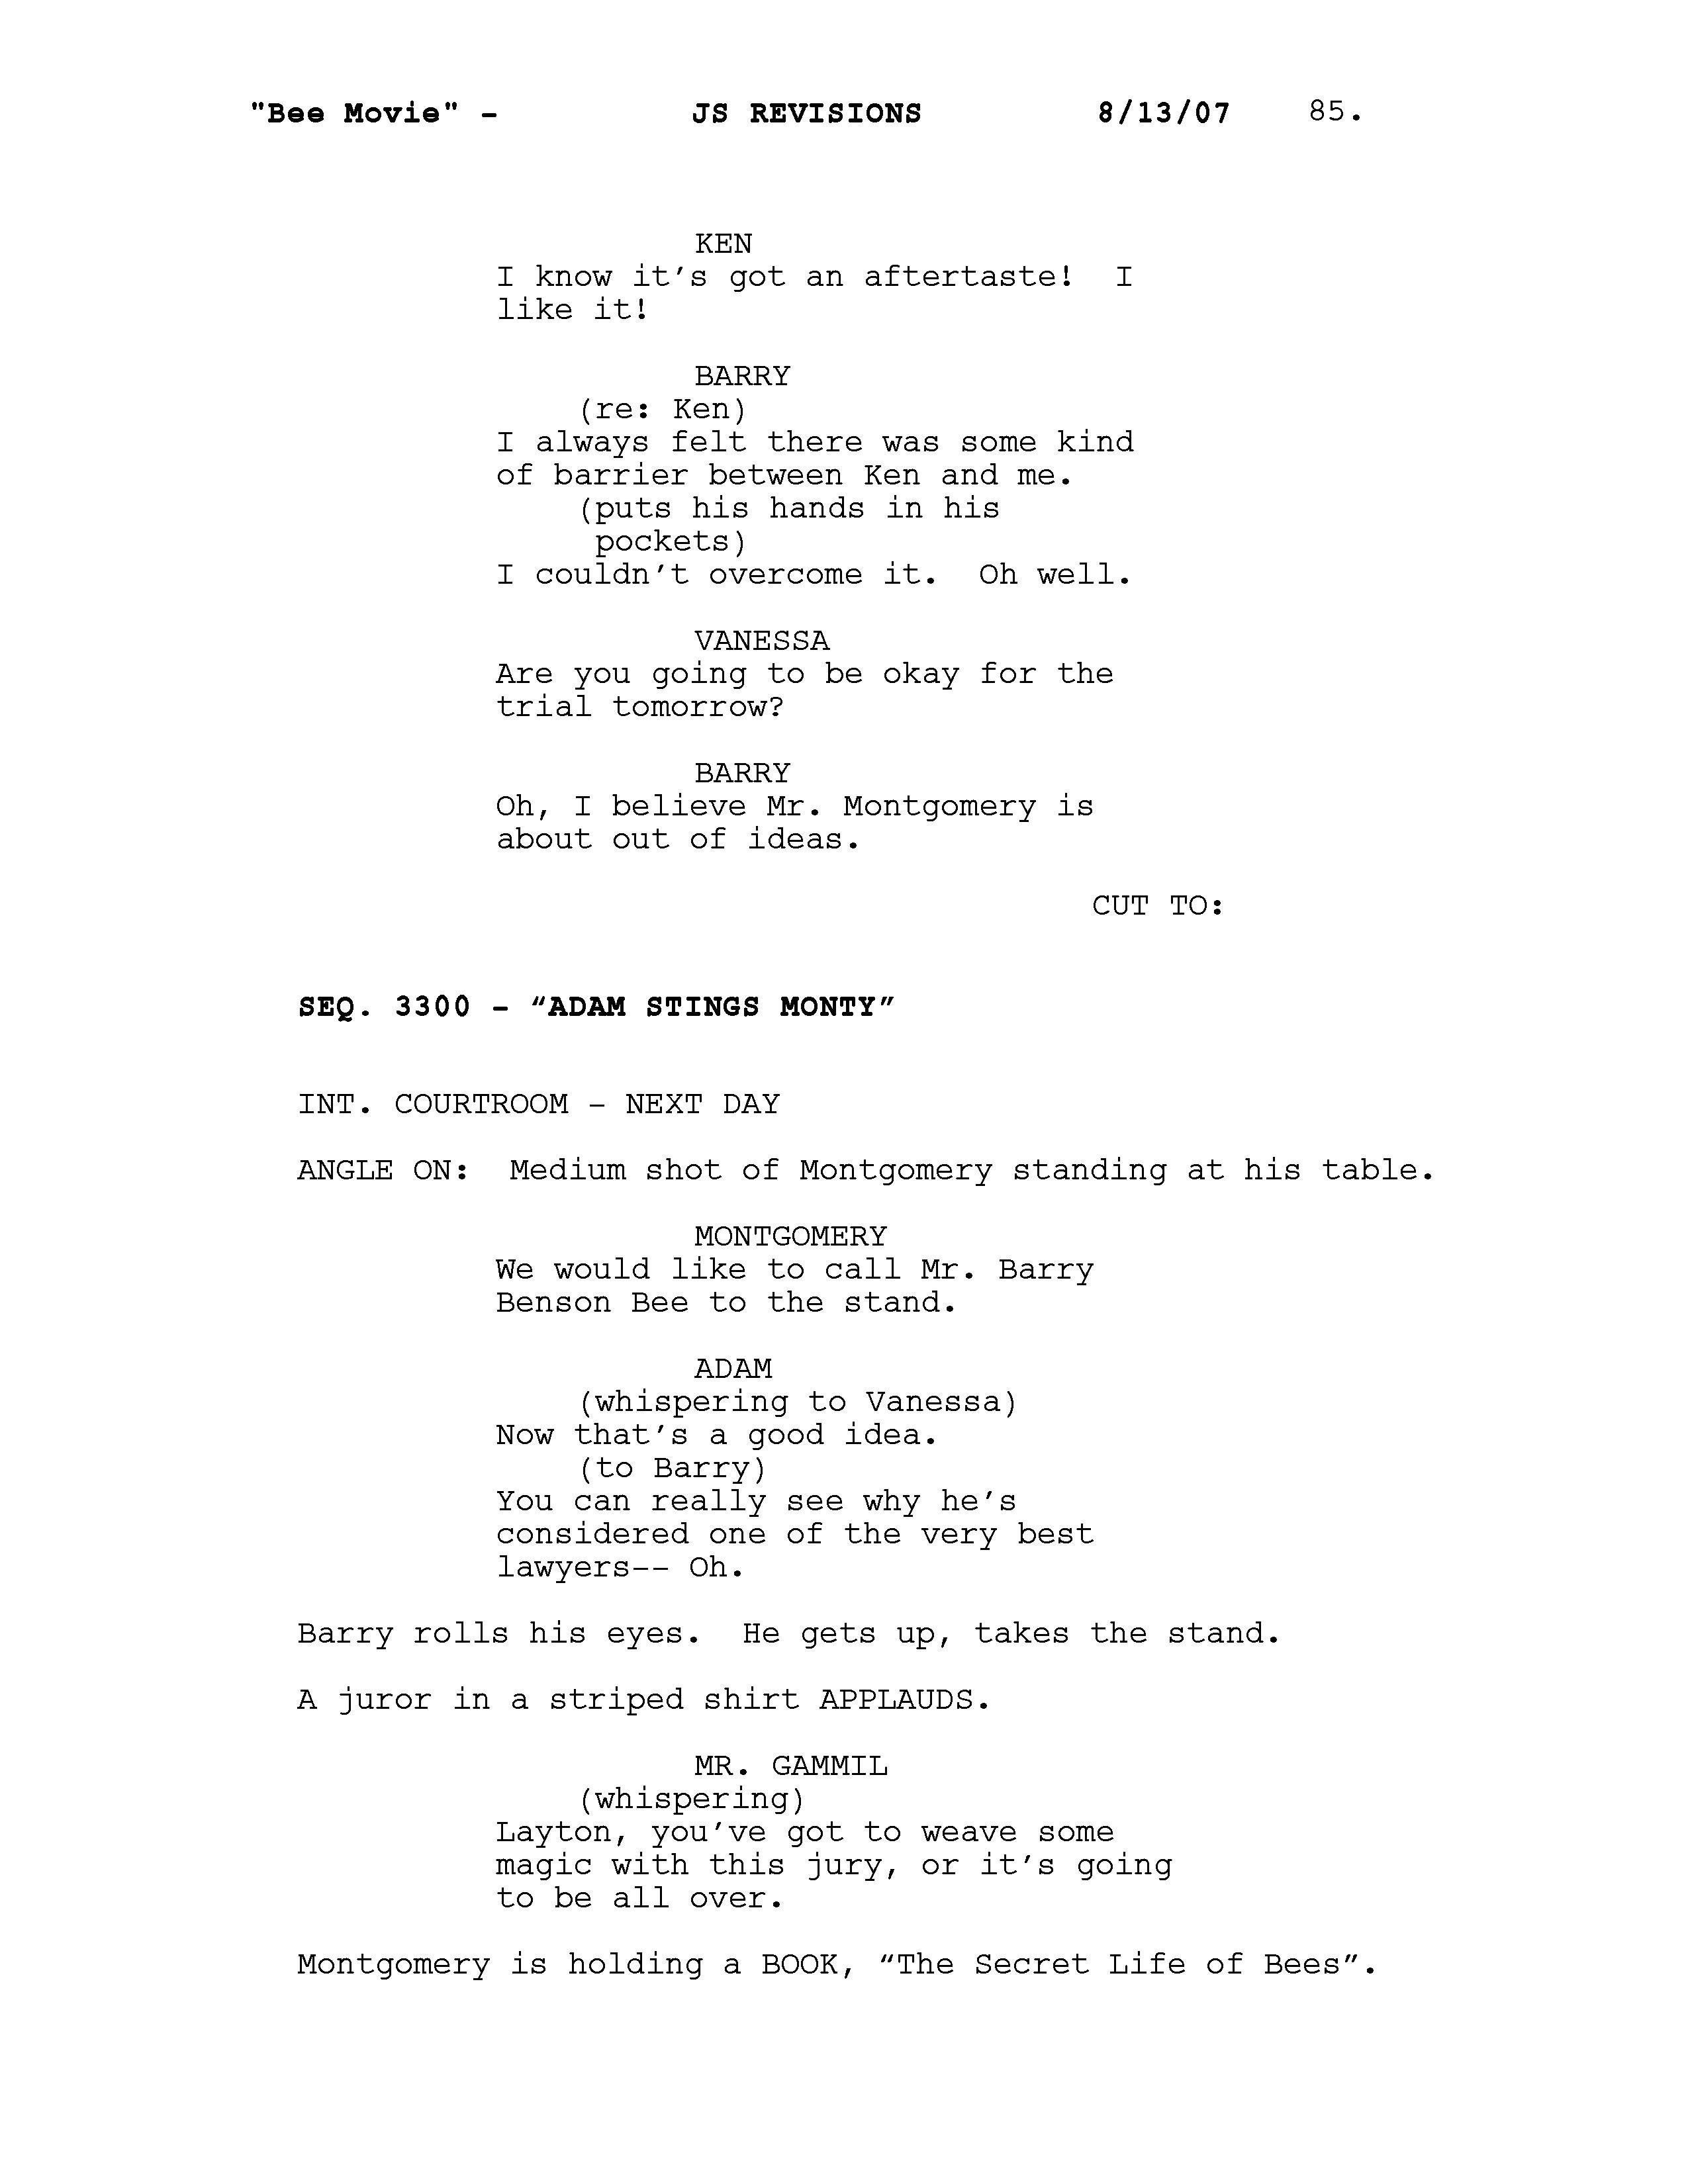 "Bee Movie" - JS REVISIONS 8/13/07 85.
KEN
I know it’s got an aftertaste!  I
like it!
BARRY
(re: Ken)
I always felt there was some kind
of barrier between Ken and me.
(puts his hands in his
pockets)
I couldn’t overcome it.  Oh well.
VANESSA
Are you going to be okay for the
trial tomorrow?
BARRY
Oh, I believe Mr. Montgomery is
about out of ideas.
CUT TO:
SEQ. 3300 - “ADAM STINGS MONTY”
INT. COURTROOM - NEXT DAY
ANGLE ON:  Medium shot of Montgomery standing at his table.
MONTGOMERY
We would like to call Mr. Barry
Benson Bee to the stand.
ADAM
(whispering to Vanessa)
Now that’s a good idea.
(to Barry)
You can really see why he’s
considered one of the very best
lawyers-- Oh.
Barry rolls his eyes.  He gets up, takes the stand.
A juror in a striped shirt APPLAUDS.
MR. GAMMIL
(whispering)
Layton, you’ve got to weave some
magic with this jury, or it’s going
to be all over.
Montgomery is holding a BOOK, “The Secret Life of Bees”.